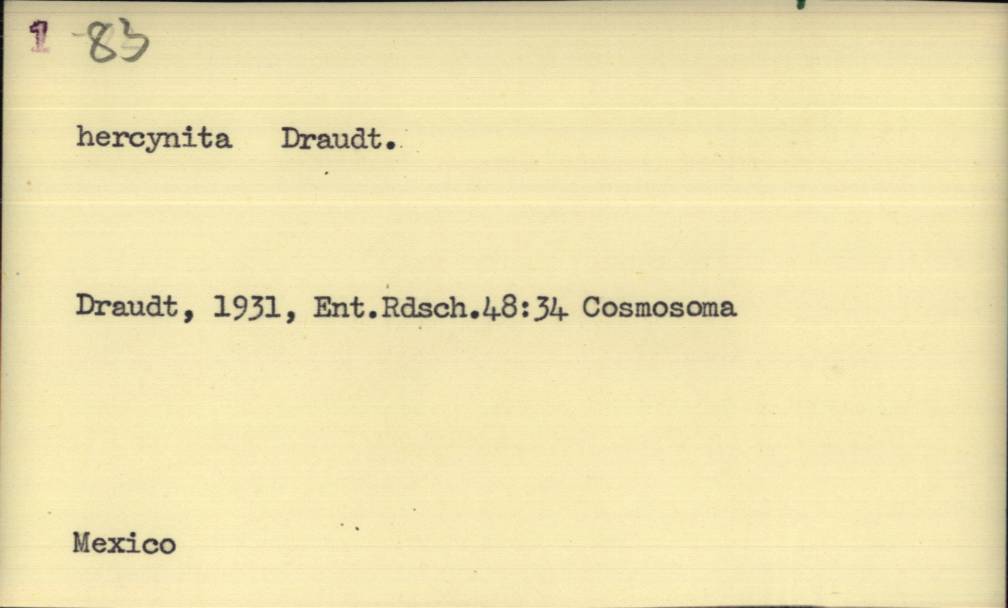 1 83
hercynita Draudt.
Draudt, 1931, Ent.Rdsch.48:34 Cosmosoma
Mexico